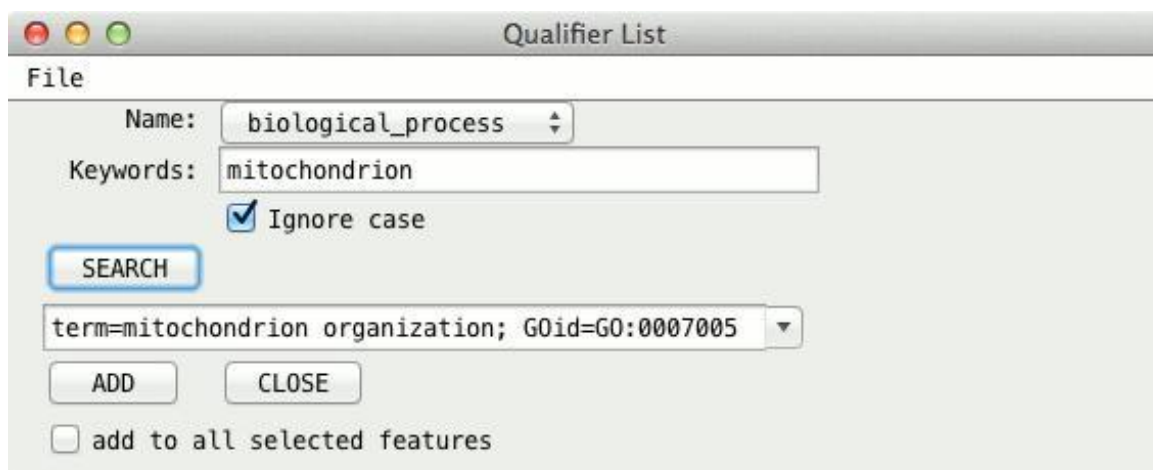 Qualifier List
File
Name: biological_process
Keywords: mitochondrion
Ignore case
SEARCH
term=mitochondrion organization; GOid=GO:0007005
ADD CLOSE
add to all selected features